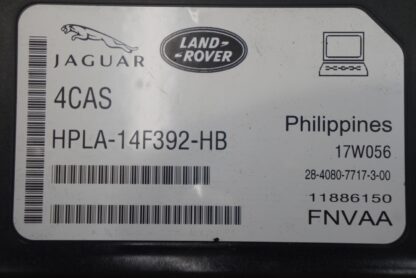 JAGUAR
LAND-
ROVER
4CAS
HPLA-14F392-HB
Philippines
17W056
28-4080-7717-3-00
11886150
FNVAA